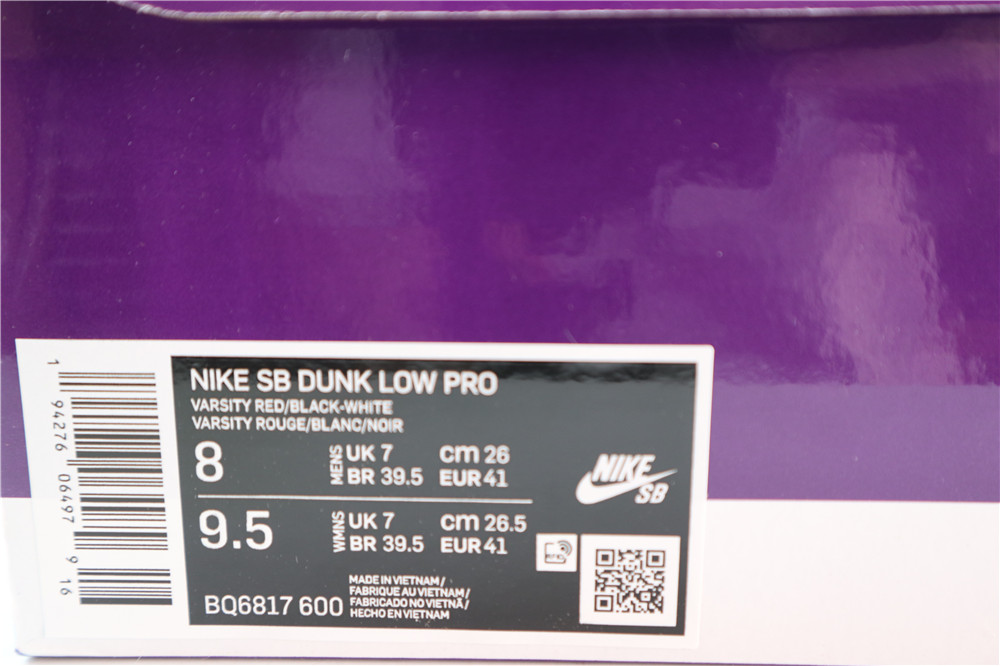 NIKE SB DUNK LOW PRO
VARSITY RED/BLACK-WHITE
VARSITY ROUGE/BLANC/NOIR
8
MENS
UK 7
cm 26
BR 39.5
EUR 41
9.5
WMNS
UK 7
cm 26.5
BR 39.5
EUR 41
BQ6817 600
MADE IN VIETNAM/
FABRIQUE AU VIETNAM/
FABRICADO NO VIETNÃ/
HECHO EN VIETNAM
NIKE
SB
1 94276 06497 9 16